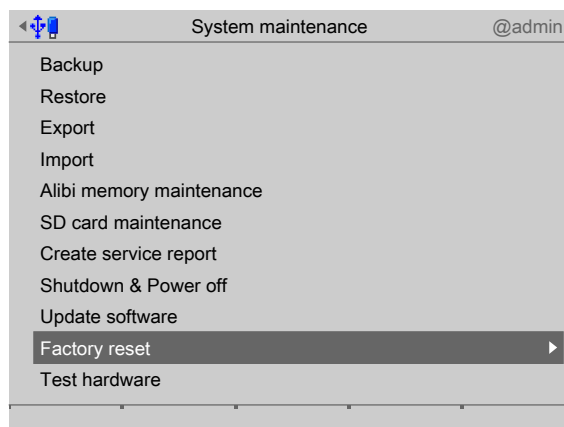 System maintenance @admin
Backup
Restore
Export
Import
Alibi memory maintenance
SD card maintenance
Create service report
Shutdown & Power off
Update software
Factory reset
Test hardware